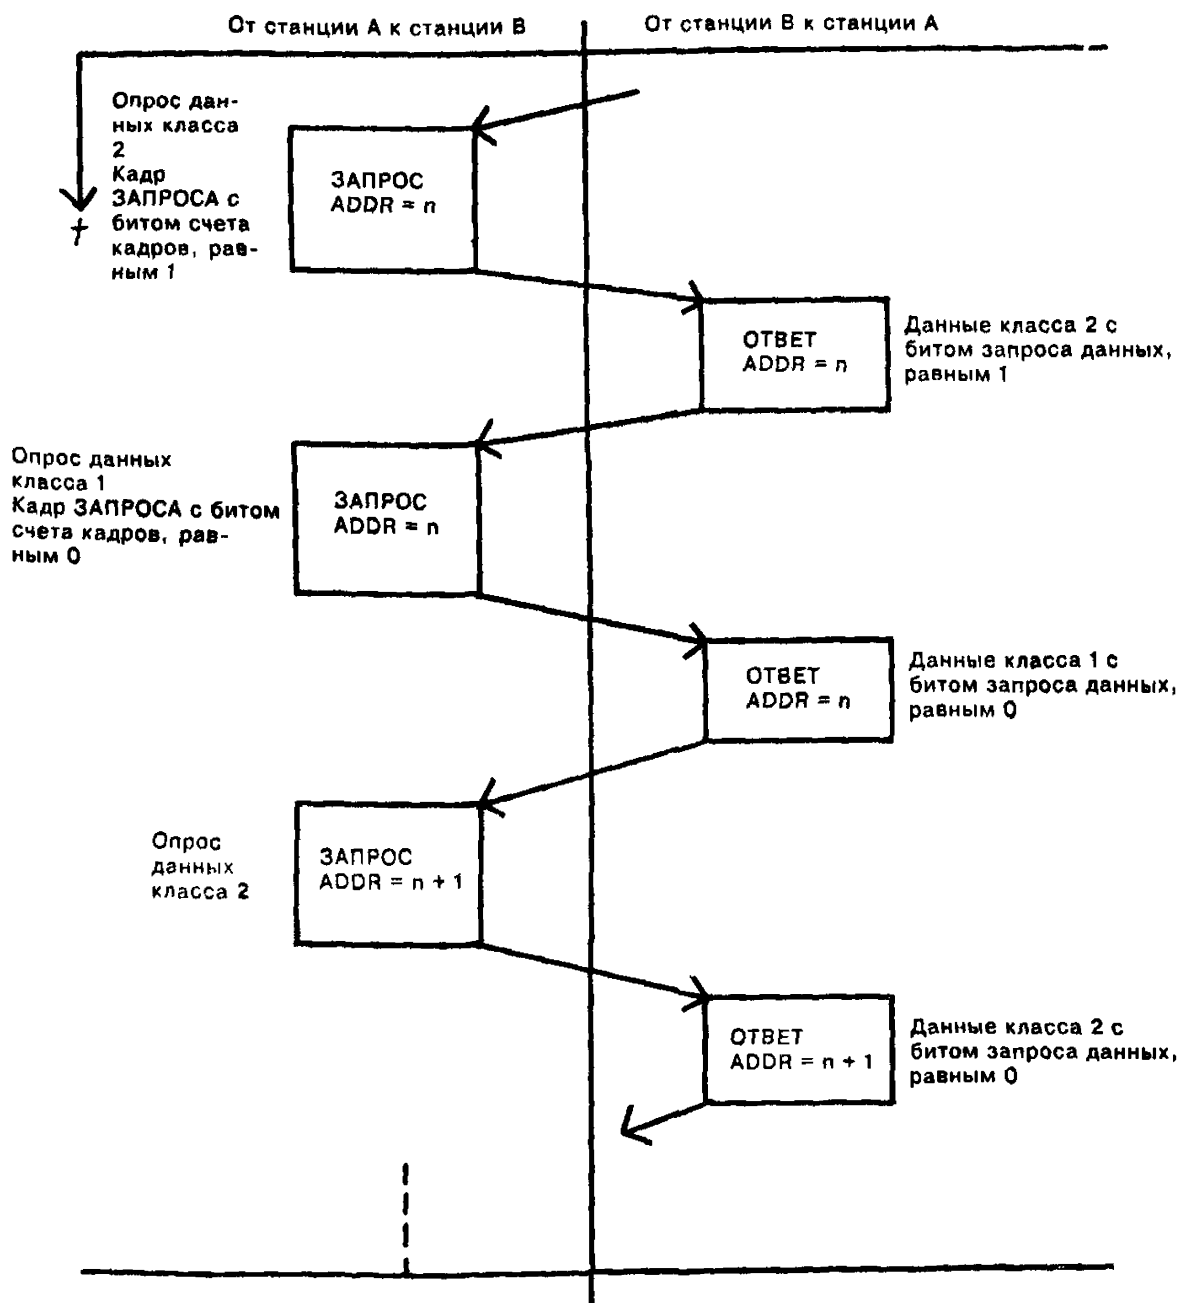 От станции А к станции В
От станции В к станции А
Опрос дан-
ных класса
2
Кадр
ЗАПРОСА с
битом счета
кадров, рав-
ным 1
t
ЗАПРОС
ADDR = n
ОТВЕТ
ADDR = n
Данные класса 2 с
битом запроса данных,
равным 1
Опрос данных
класса 1
Кадр ЗАПРОСА с битом
счета кадров, рав-
ным 0
ЗАПРОС
ADDR = n
ОТВЕТ
ADDR = n
Данные класса 1 с
битом запроса данных,
равным 0
Опрос
данных
класса 2
ЗАПРОС
ADDR = n + 1
ОТВЕТ
ADDR = n + 1
Данные класса 2 с
битом запроса данных,
равным 0